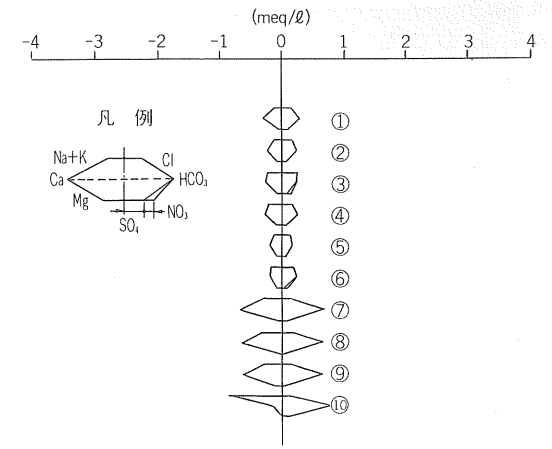 (meq/ℓ)
-4 -3 -2 -1 0 1 2 3 4
凡 例
Na+K Cl
Ca HCO₃
Mg NO₃
SO₄
①
②
③
④
⑤
⑥
⑦
⑧
⑨
⑩